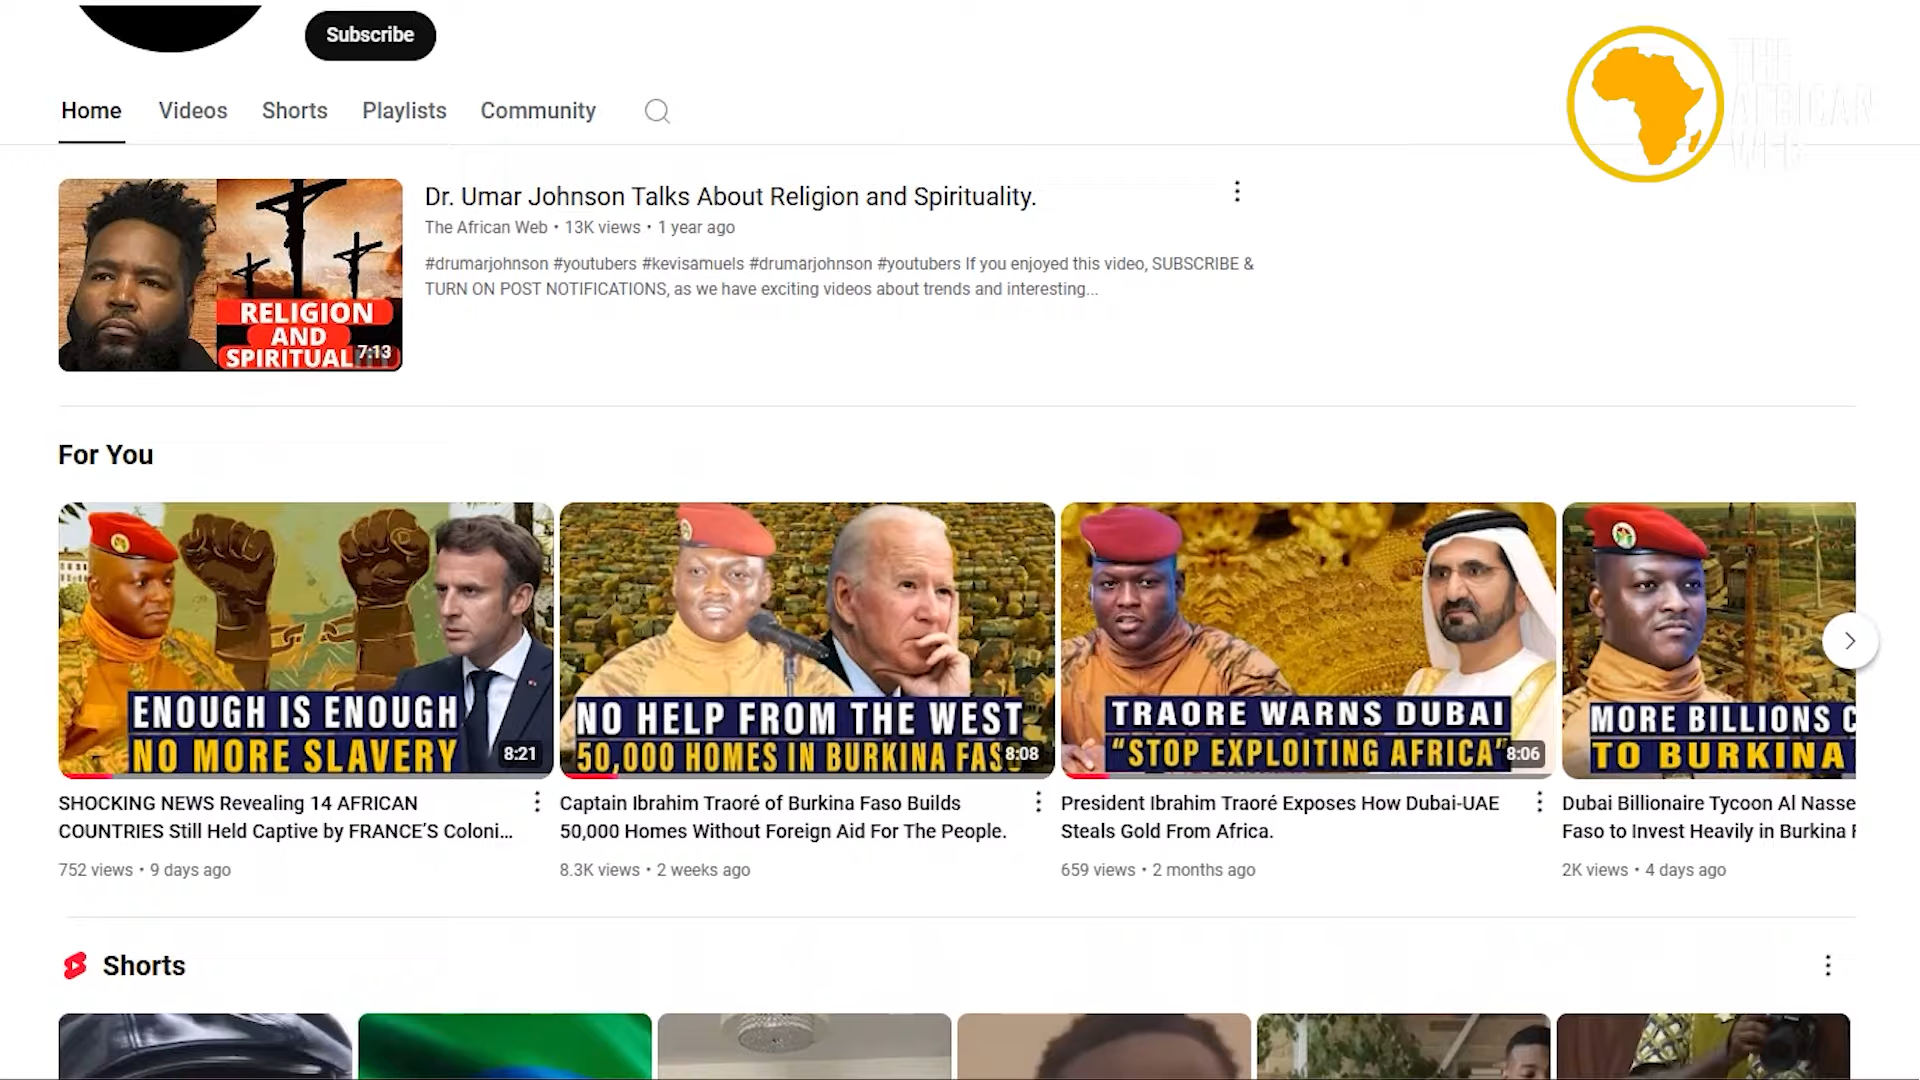 Subscribe
Home Videos Shorts Playlists Community
THE
AFRICAN
WEB
RELIGION
AND
SPIRITUAL
7:13
Dr. Umar Johnson Talks About Religion and Spirituality.
The African Web • 13K views • 1 year ago
#drumarjohnson #youtubers #kevisamuels #drumarjohnson #youtubers If you enjoyed this video, SUBSCRIBE &
TURN ON POST NOTIFICATIONS, as we have exciting videos about trends and interesting...
For You
ENOUGH IS ENOUGH
NO MORE SLAVERY
8:21
SHOCKING NEWS Revealing 14 AFRICAN
COUNTRIES Still Held Captive by FRANCE’S Coloni...
752 views • 9 days ago
NO HELP FROM THE WEST
50,000 HOMES IN BURKINA FAS
8:08
Captain Ibrahim Traoré of Burkina Faso Builds
50,000 Homes Without Foreign Aid For The People.
8.3K views • 2 weeks ago
TRAORE WARNS DUBAI
“STOP EXPLOITING AFRICA”
8:06
President Ibrahim Traoré Exposes How Dubai-UAE
Steals Gold From Africa.
659 views • 2 months ago
MORE BILLIONS C
TO BURKINA
Dubai Billionaire Tycoon Al Nasse
Faso to Invest Heavily in Burkina F
2K views • 4 days ago
Shorts